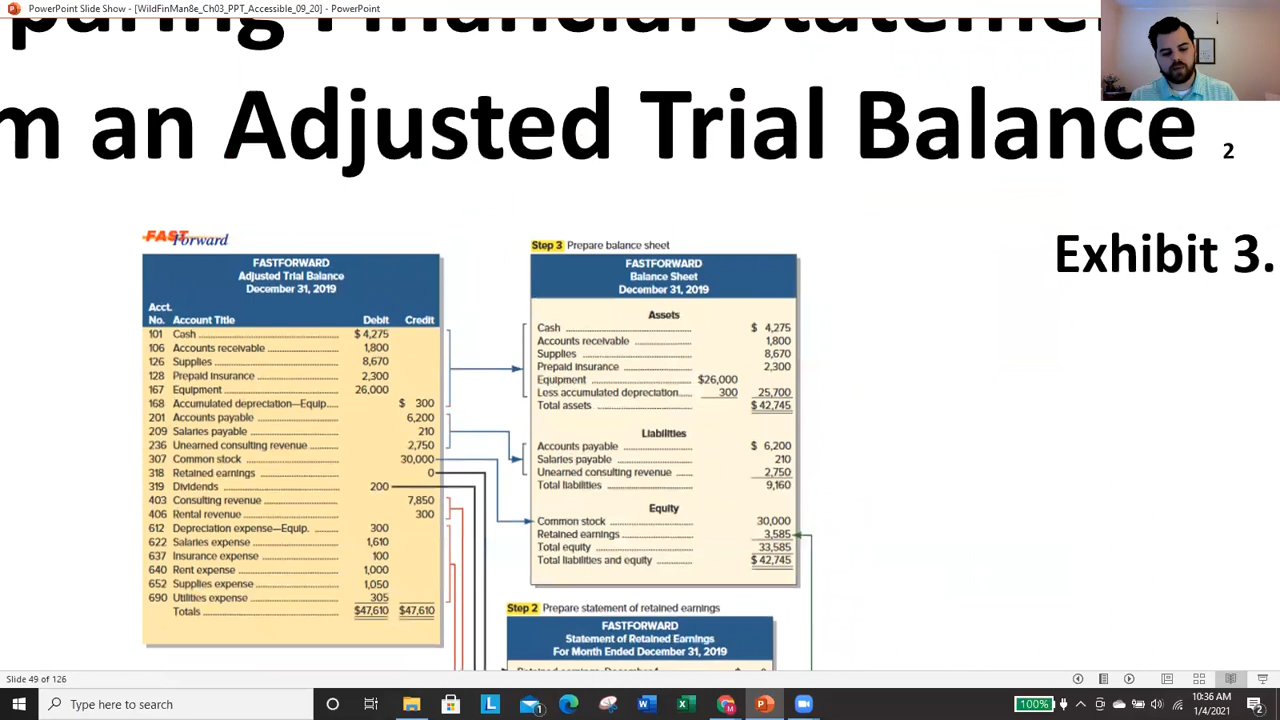 PowerPoint Slide Show - [WildFinMan8e_Ch03_PPT_Accessible_09_20] - PowerPoint
paring Financial Stateme
m an Adjusted Trial Balance 2
Exhibit 3.
FAST Forward
FASTFORWARD
Adjusted Trial Balance
December 31, 2019
Acct.
No. Account Title Debit Credit
101 Cash $ 4,275
106 Accounts receivable 1,800
126 Supplies 8,670
128 Prepaid insurance 2,300
167 Equipment 26,000
168 Accumulated depreciation—Equip. $ 300
201 Accounts payable 6,200
209 Salaries payable 210
236 Unearned consulting revenue 2,750
307 Common stock 30,000
318 Retained earnings 0
319 Dividends 200
403 Consulting revenue 7,850
406 Rental revenue 300
612 Depreciation expense—Equip. 300
622 Salaries expense 1,610
637 Insurance expense 100
640 Rent expense 1,000
652 Supplies expense 1,050
690 Utilities expense 305
Totals $47,610 $47,610
Step 3 Prepare balance sheet
FASTFORWARD
Balance Sheet
December 31, 2019
Assets
Cash $ 4,275
Accounts receivable 1,800
Supplies 8,670
Prepaid insurance 2,300
Equipment $26,000
Less accumulated depreciation 300 25,700
Total assets $42,745
Liabilities
Accounts payable $ 6,200
Salaries payable 210
Unearned consulting revenue 2,750
Total liabilities 9,160
Equity
Common stock 30,000
Retained earnings 3,585
Total equity 33,585
Total liabilities and equity $42,745
Step 2 Prepare statement of retained earnings
FASTFORWARD
Statement of Retained Earnings
For Month Ended December 31, 2019
Slide 49 of 126
Type here to search
100%
10:36 AM
1/4/2021